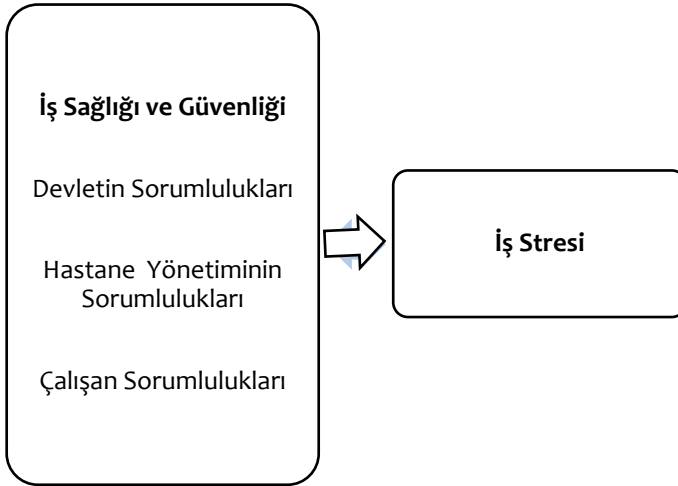 İş Sağlığı ve Güvenliği
Devletin Sorumlulukları
Hastane Yönetiminin
Sorumlulukları
Çalışan Sorumlulukları
İş Stresi